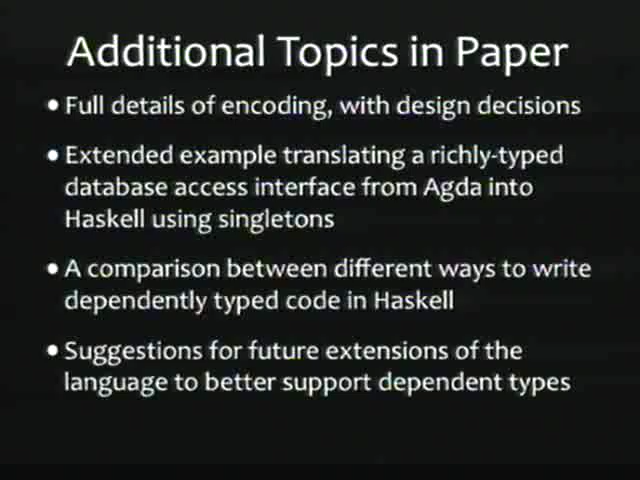 Additional Topics in Paper
• Full details of encoding, with design decisions
• Extended example translating a richly-typed
database access interface from Agda into
Haskell using singletons
• A comparison between different ways to write
dependently typed code in Haskell
• Suggestions for future extensions of the
language to better support dependent types